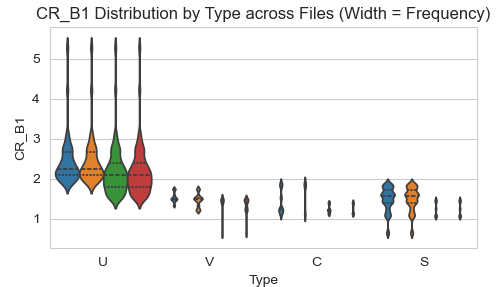 CR_B1 Distribution by Type across Files (Width = Frequency)
5
4
3
2
1
CR_B1
U V C S
Type